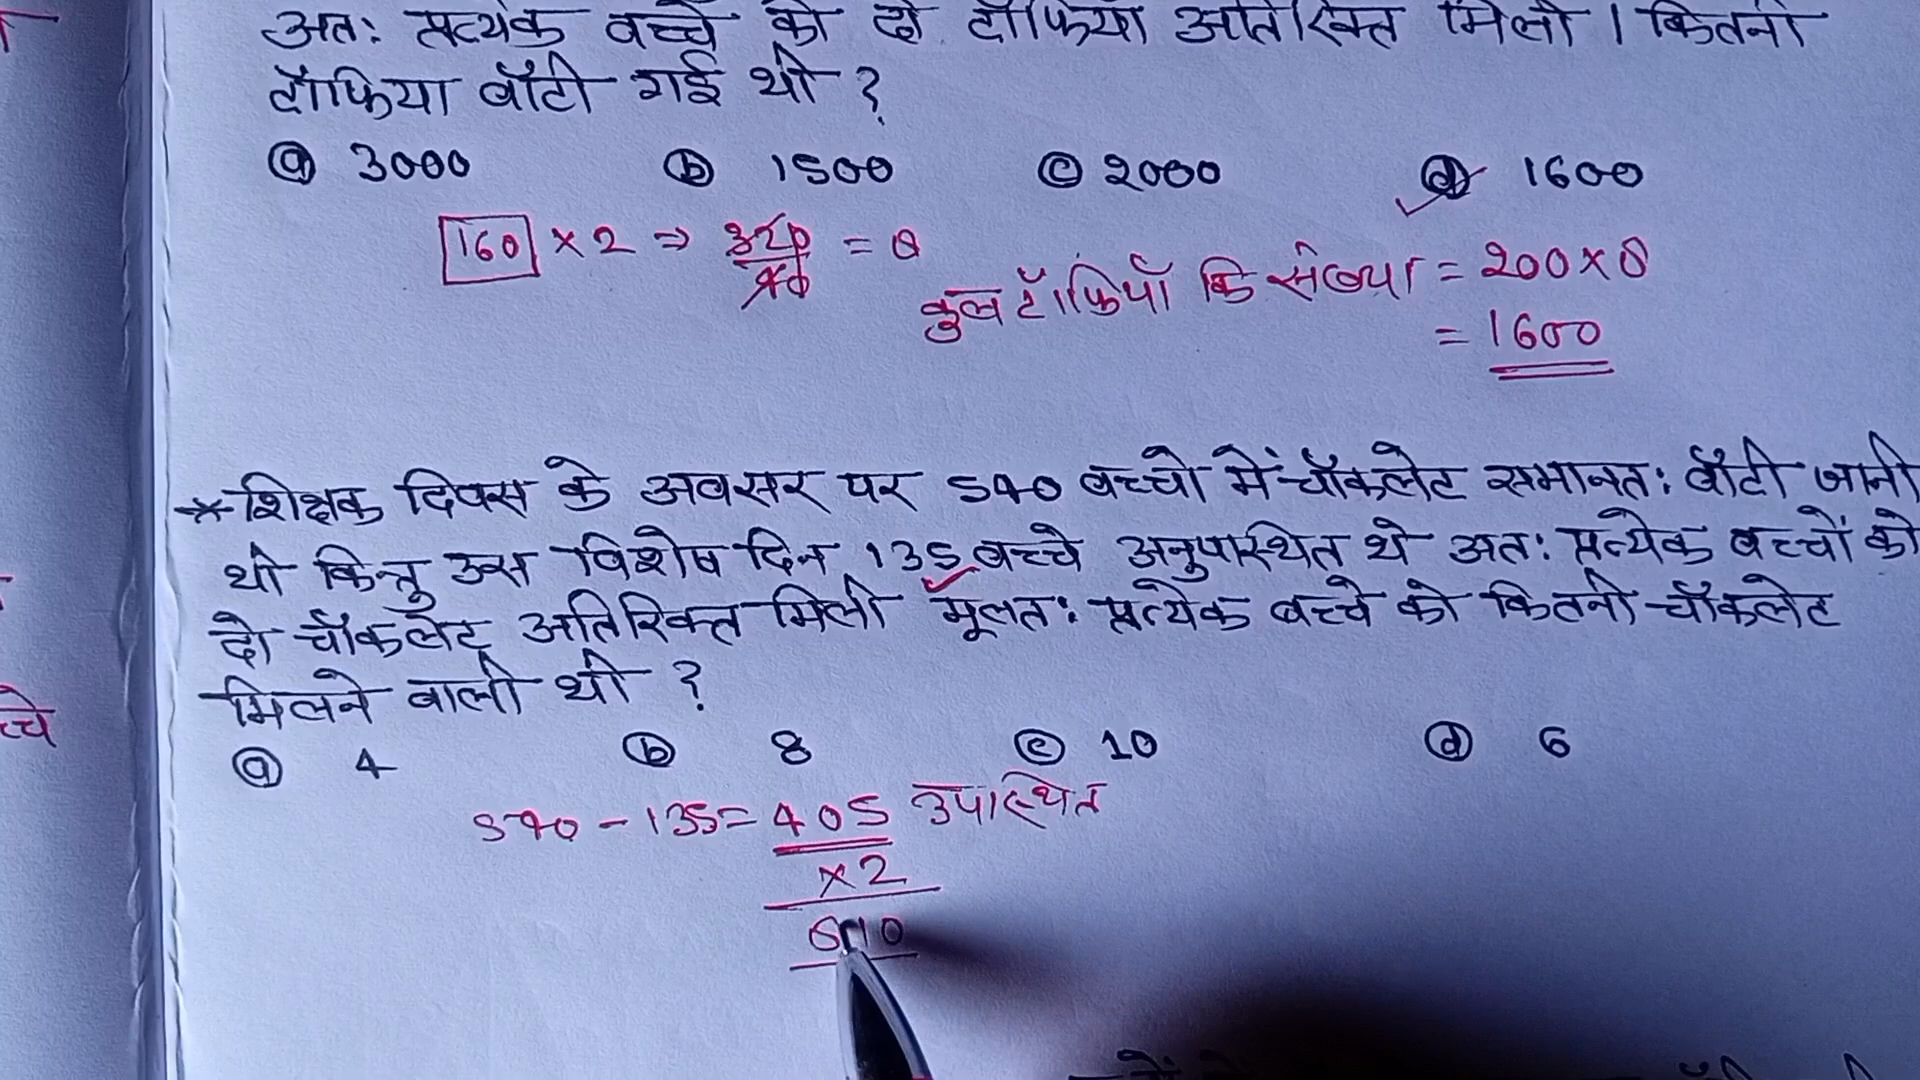 अतः प्रत्येक बच्चे को दो टॉफिया अतिरिक्त मिली । कितनी
टॉफिया बॉटी गई थी ?
ⓐ 3000 ⓑ 1500 ⓒ 2000 ⓓ 1600
160 × 2 ⇒ 320/40 = 8
कुल टॉफियॉ कि संख्या = 200 × 8
= 1600
* शिक्षक दिवस के अवसर पर 540 बच्चो में चॉकलेट समानतः बॉटी जानी
थी किन्तु उस विशेष दिन 135 बच्चे अनुपस्थित थे अतः प्रत्येक बच्चों को
दो चॉकलेट अतिरिक्त मिली मूलतः प्रत्येक बच्चे को कितनी चॉकलेट
मिलने वाली थी ?
ⓐ 4 ⓑ 8 ⓒ 10 ⓓ 6
540 - 135 = 405 उपस्थित
× 2
च्चे